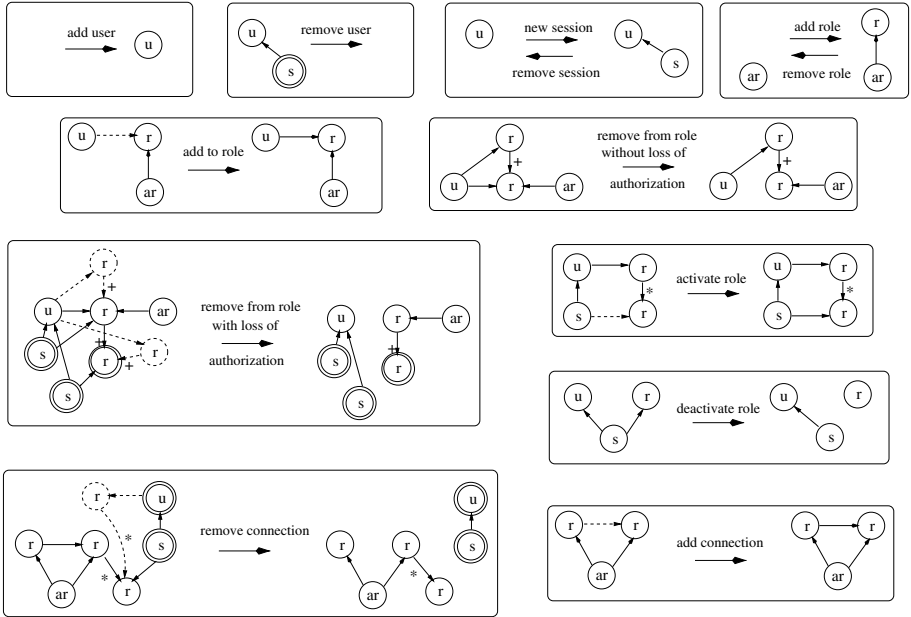 add user
u
u
remove user
s
u
new session
remove session
u
s
ar
add role
remove role
r
ar
u
r
ar
add to role
u
r
ar
r
+
u
r
ar
remove from role
without loss of
authorization
r
+
u
r
ar
r
+
u
r
ar
s
+
r
+
r
s
remove from role
with loss of
authorization
u
r
ar
s
+
r
s
u
r
*
s
r
activate role
u
r
*
s
r
u
r
s
deactivate role
u
r
s
r
u
r
r
*
s
*
ar
r
remove connection
r
r
*
ar
r
u
s
r
r
ar
add connection
r
r
ar